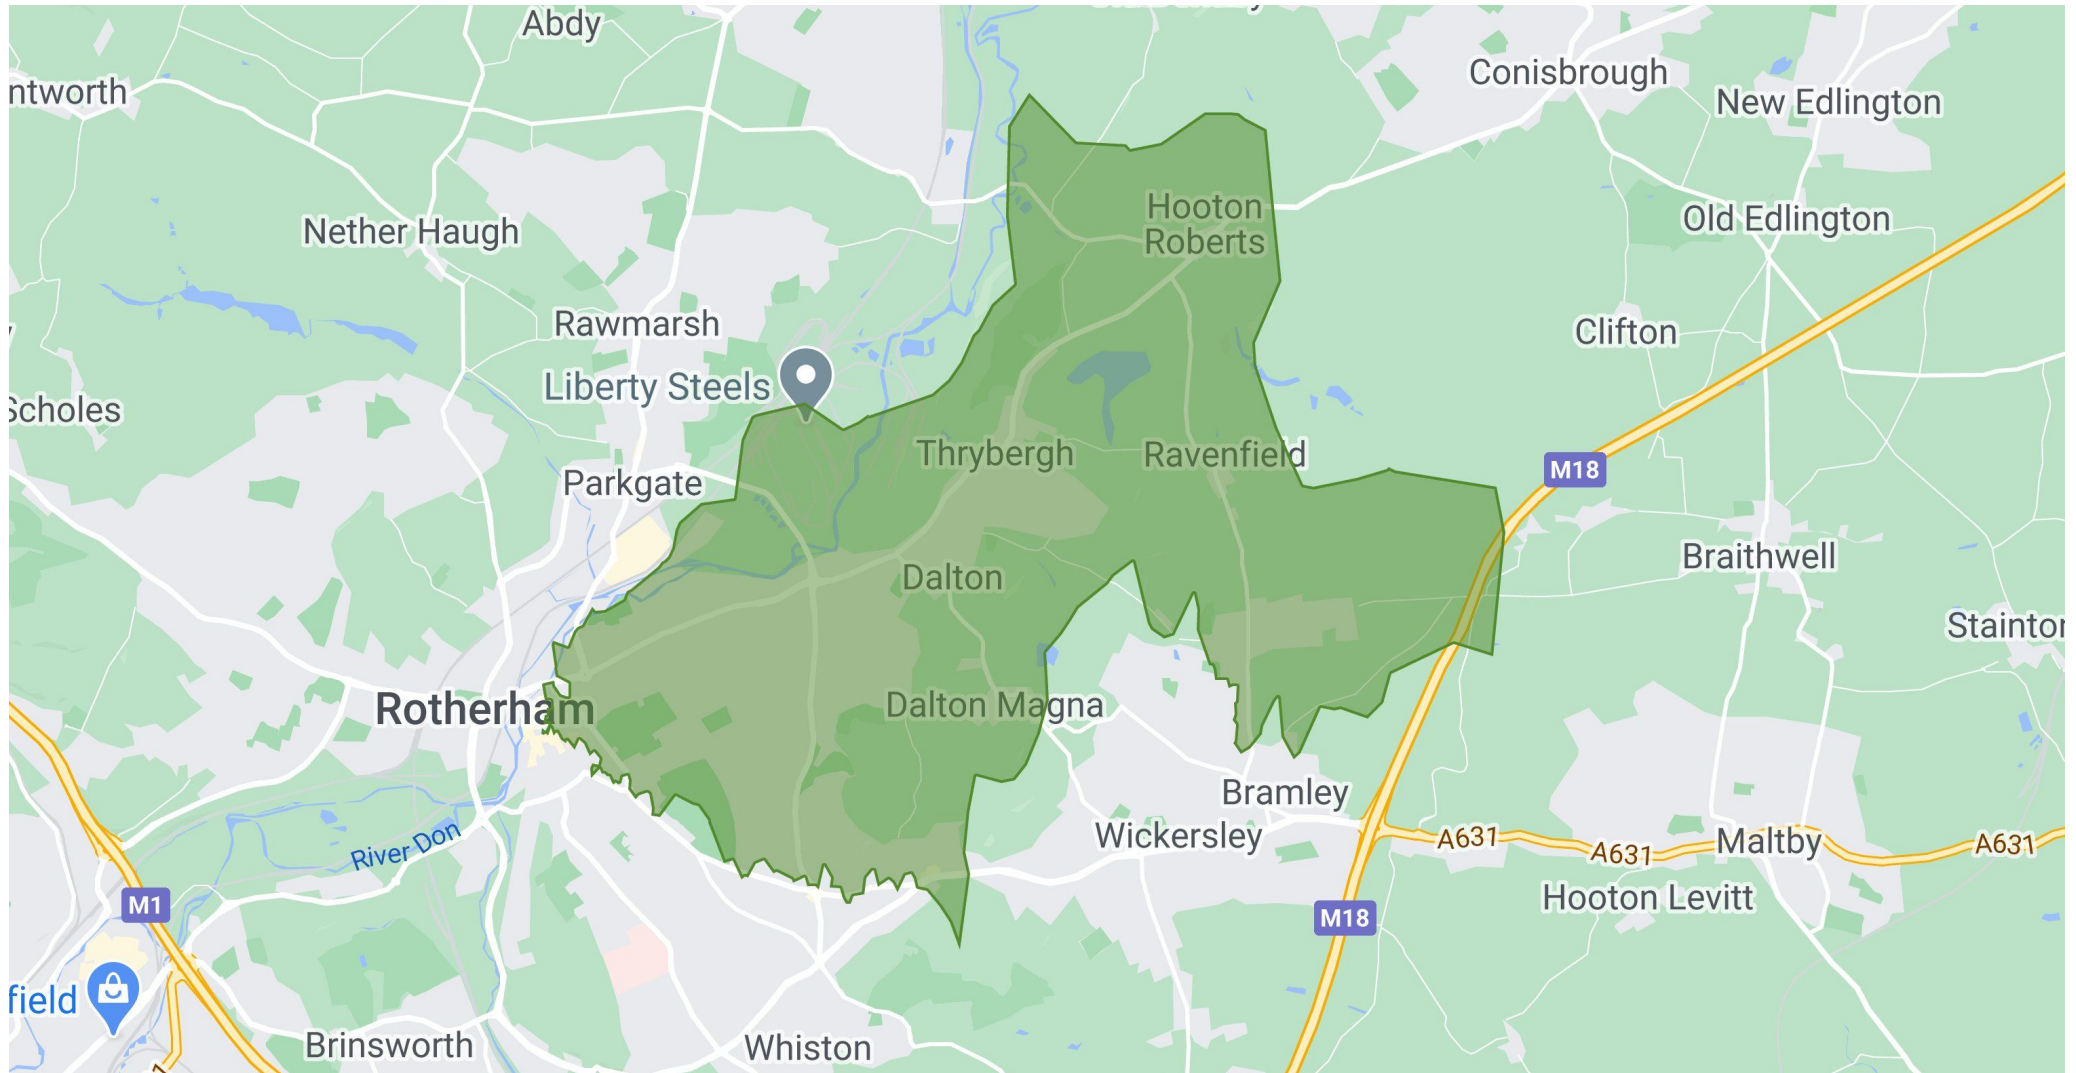 Abdy
Conisbrough
ntworth
New Edlington
Hooton
Roberts
Old Edlington
Nether Haugh
Rawmarsh
Clifton
Liberty Steels
Scholes
Thrybergh
Ravenfield
M18
Parkgate
Braithwell
Dalton
Stainton
Rotherham
Dalton Magna
Bramley
Wickersley
A631
A631
Maltby
A631
River Don
M1
Hooton Levitt
M18
field
Brinsworth
Whiston